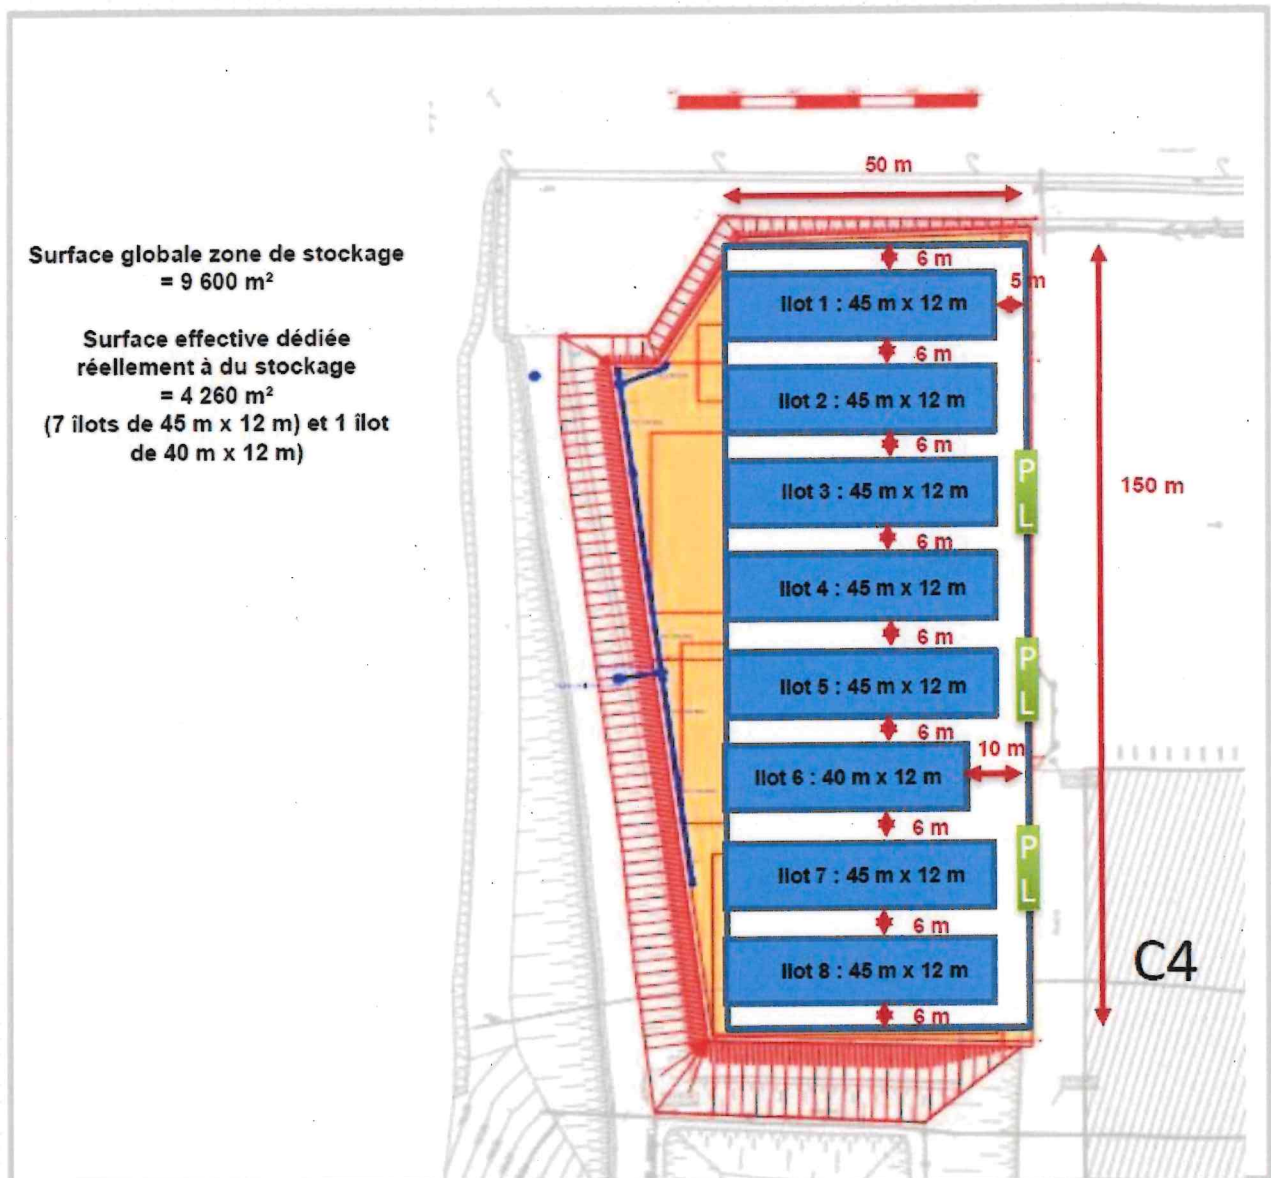 50 m
Surface globale zone de stockage
= 9 600 m²
Surface effective dédiée
réellement à du stockage
= 4 260 m²
(7 îlots de 45 m x 12 m) et 1 îlot
de 40 m x 12 m)
6 m
5 m
Ilot 1 : 45 m x 12 m
6 m
Ilot 2 : 45 m x 12 m
6 m
P
L
Ilot 3 : 45 m x 12 m
150 m
6 m
Ilot 4 : 45 m x 12 m
6 m
P
L
Ilot 5 : 45 m x 12 m
6 m
10 m
Ilot 6 : 40 m x 12 m
6 m
P
L
Ilot 7 : 45 m x 12 m
6 m
C4
Ilot 8 : 45 m x 12 m
6 m